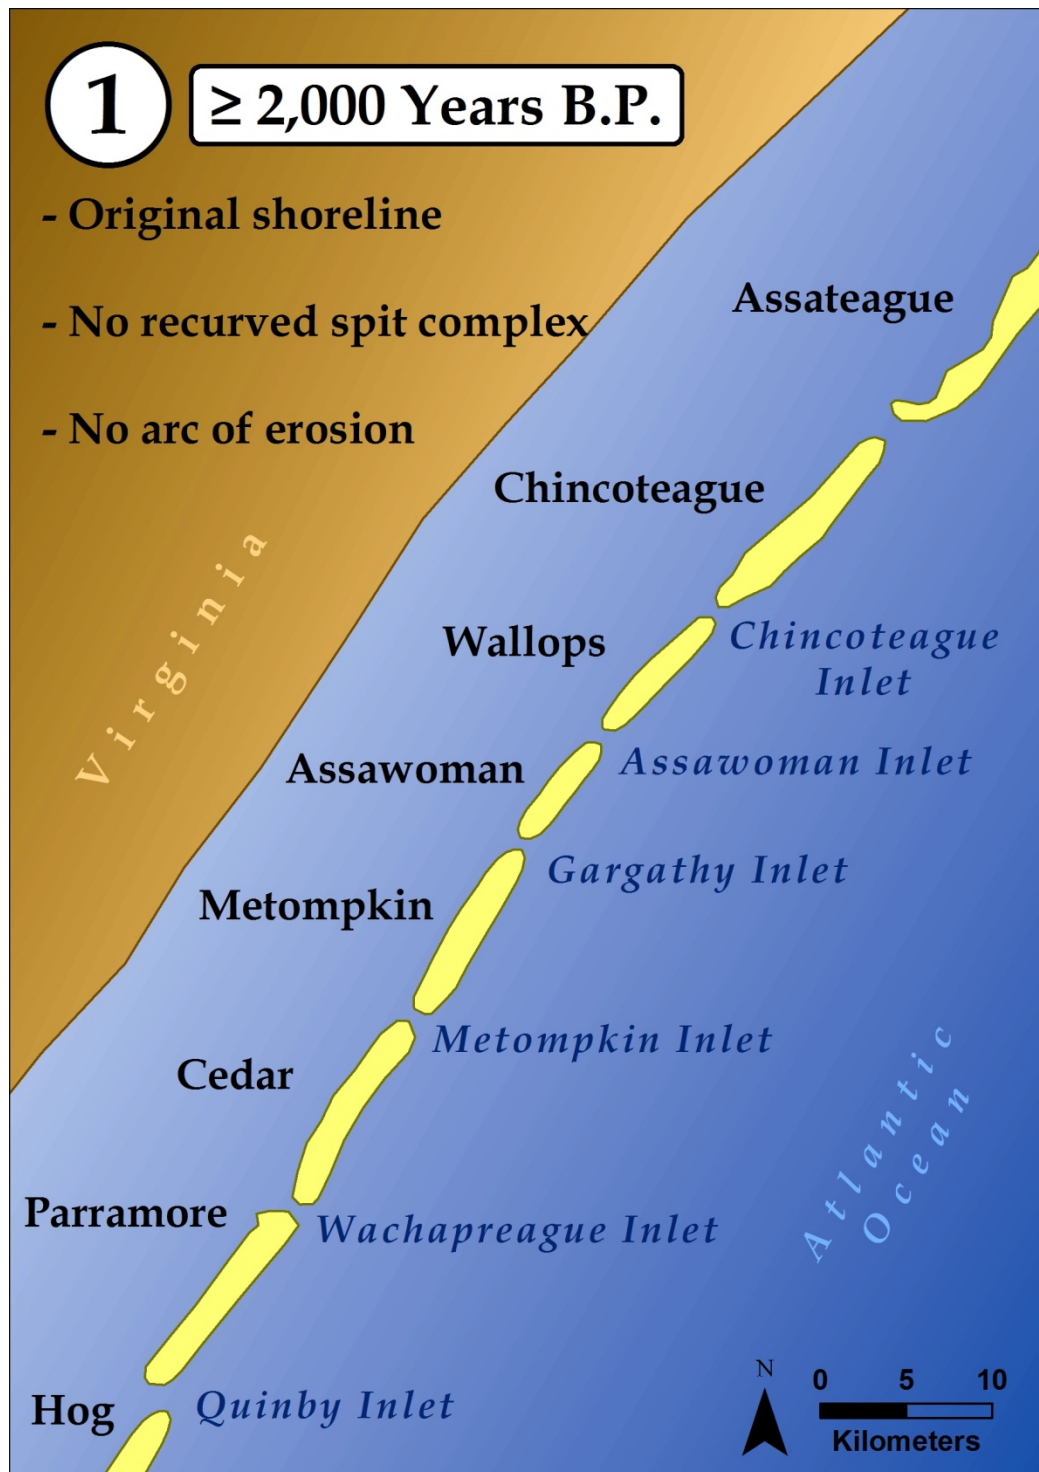 1
≥ 2,000 Years B.P.
- Original shoreline
- No recurved spit complex
- No arc of erosion
Assateague
Chincoteague
Virginia
Wallops
Chincoteague
Inlet
Assawoman
Assawoman Inlet
Gargathy Inlet
Metompkin
Metompkin Inlet
Cedar
Atlantic
Ocean
Parramore
Wachapreague Inlet
Hog
Quinby Inlet
N
0 5 10
Kilometers